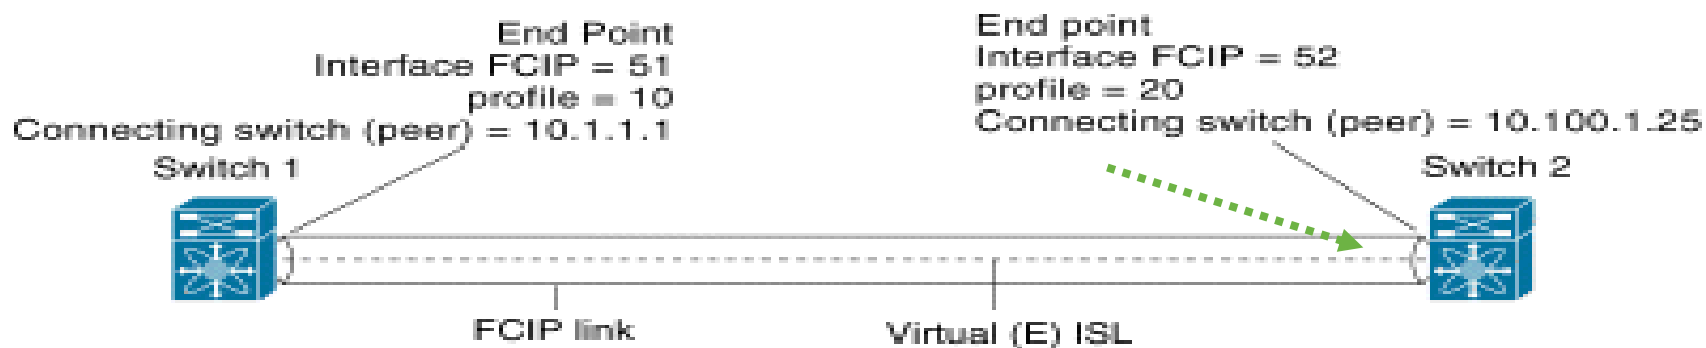 End Point
Interface FCIP = 51
profile = 10
Connecting switch (peer) = 10.1.1.1
Switch 1
End point
Interface FCIP = 52
profile = 20
Connecting switch (peer) = 10.100.1.25
Switch 2
FCIP link
Virtual (E) ISL